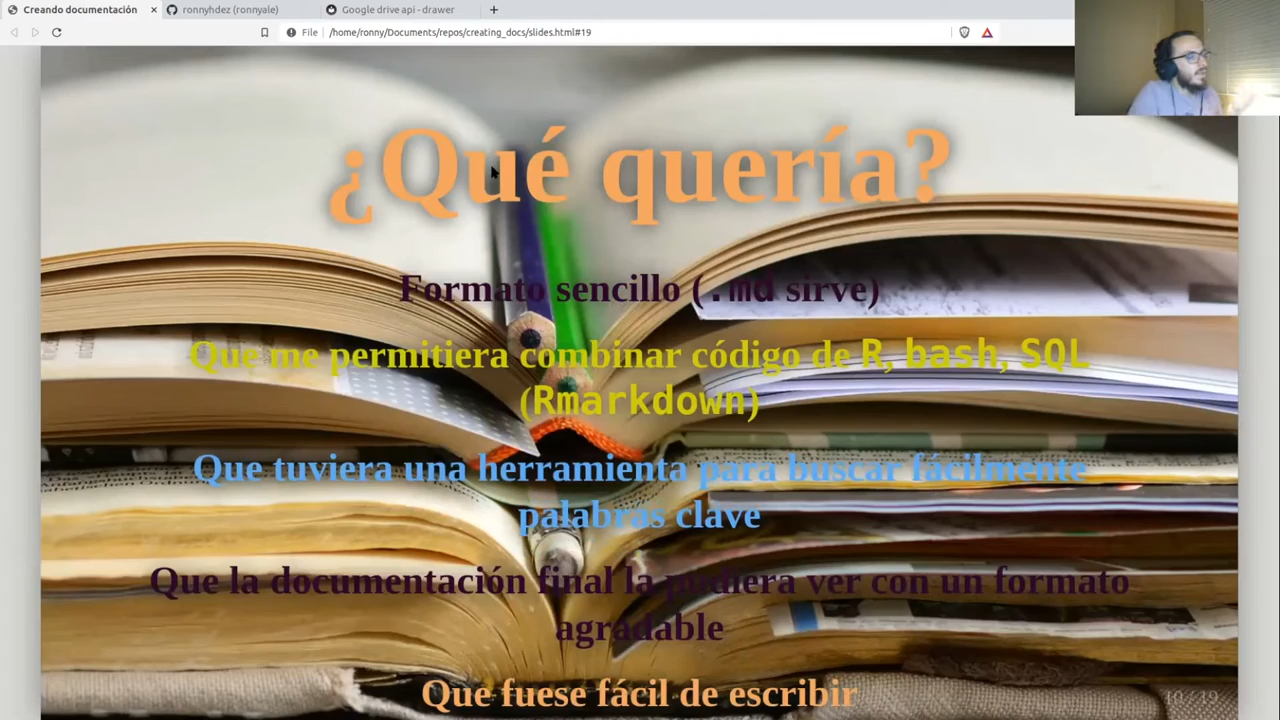 Creando documentación
ronnyhdez (ronnyale)
Google drive api - drawer
File
/home/ronny/Documents/repos/creating_docs/slides.html#19
¿Qué quería?
Formato sencillo (.md sirve)
Que me permitiera combinar código de R, bash, SQL
(Rmarkdown)
Que tuviera una herramienta para buscar fácilmente
palabras clave
Que la documentación final la pudiera ver con un formato
agradable
Que fuese fácil de escribir
19 / 19